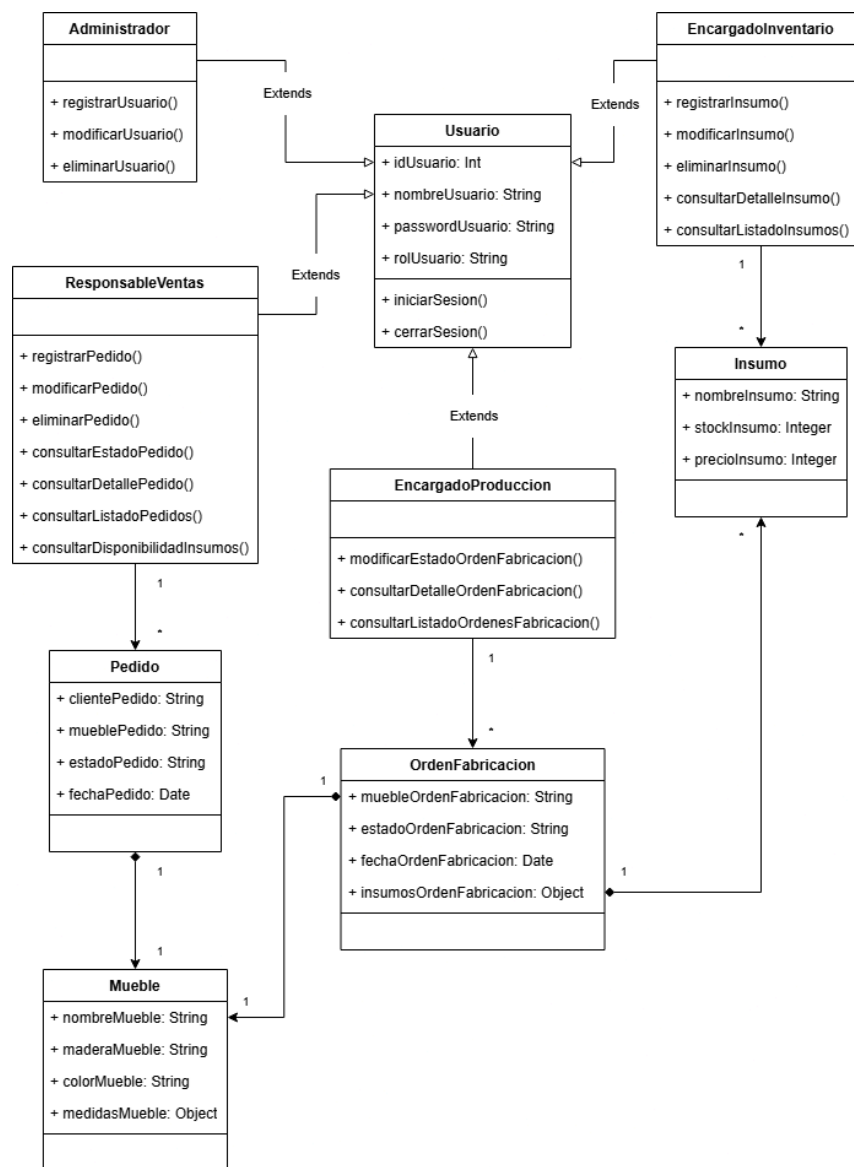 Administrador
+ registrarUsuario()
+ modificarUsuario()
+ eliminarUsuario()
Extends
EncargadoInventario
+ registrarInsumo()
+ modificarInsumo()
+ eliminarInsumo()
+ consultarDetalleInsumo()
+ consultarListadoInsumos()
Extends
Usuario
+ idUsuario: Int
+ nombreUsuario: String
+ passwordUsuario: String
+ rolUsuario: String
+ iniciarSesion()
+ cerrarSesion()
Extends
ResponsableVentas
+ registrarPedido()
+ modificarPedido()
+ eliminarPedido()
+ consultarEstadoPedido()
+ consultarDetallePedido()
+ consultarListadoPedidos()
+ consultarDisponibilidadInsumos()
1
*
Insumo
+ nombreInsumo: String
+ stockInsumo: Integer
+ precioInsumo: Integer
*
Extends
EncargadoProduccion
+ modificarEstadoOrdenFabricacion()
+ consultarDetalleOrdenFabricacion()
+ consultarListadoOrdenesFabricacion()
1
*
1
*
Pedido
+ clientePedido: String
+ mueblePedido: String
+ estadoPedido: String
+ fechaPedido: Date
1
1
OrdenFabricacion
+ muebleOrdenFabricacion: String
+ estadoOrdenFabricacion: String
+ fechaOrdenFabricacion: Date
+ insumosOrdenFabricacion: Object
1
1
1
Mueble
+ nombreMueble: String
+ maderaMueble: String
+ colorMueble: String
+ medidasMueble: Object